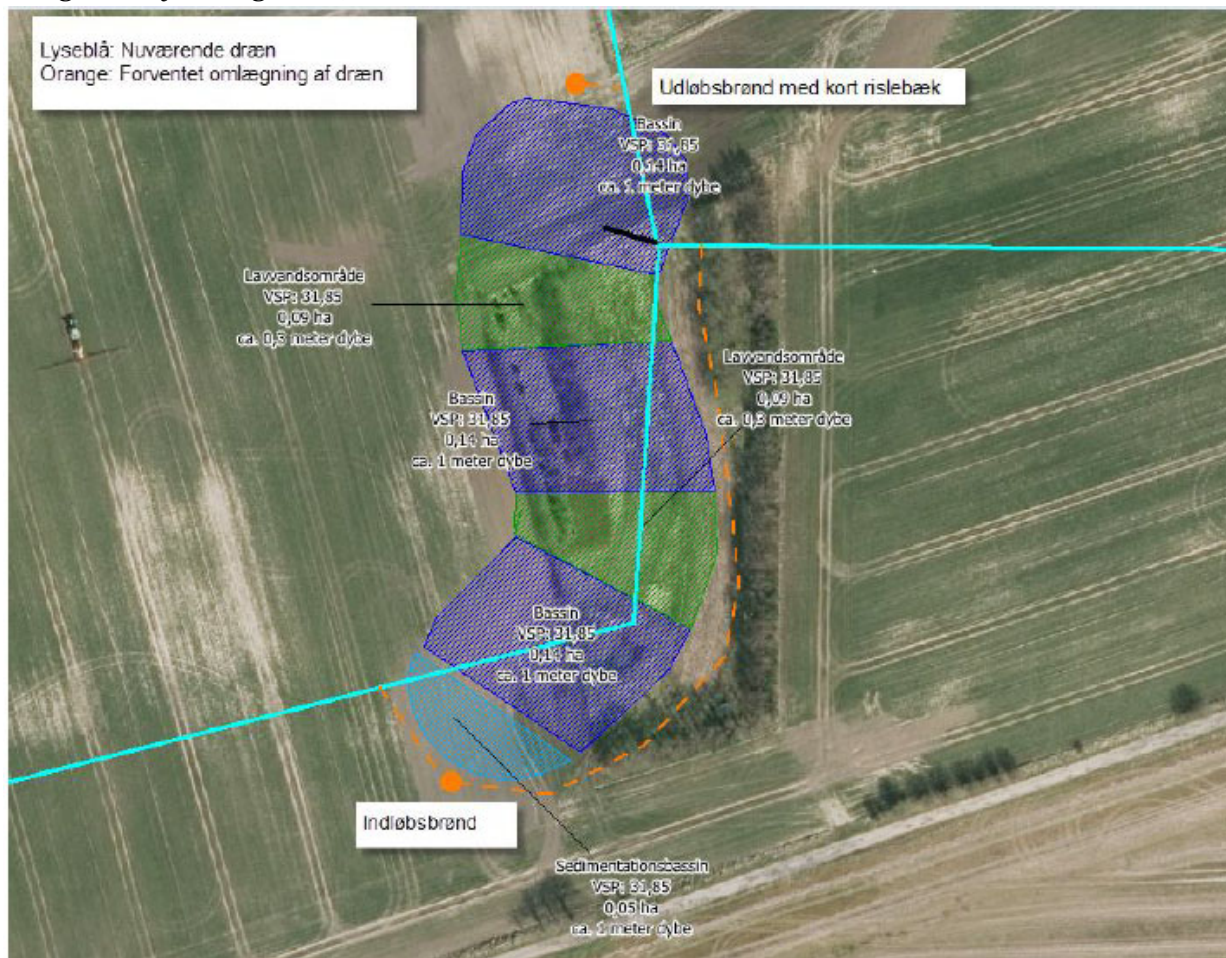 Lyseblå: Nuværende dræn
Orange: Forventet omlægning af dræn
Udløbsbrønd med kort rislebæk
Bassin
VSP: 31,85
0,14 ha
ca. 1 meter dybe
Lavvandsområde
VSP: 31,85
0,09 ha
ca. 0,3 meter dybe
Lavvandsområde
VSP: 31,85
0,09 ha
ca. 0,3 meter dybe
Bassin
VSP: 31,85
0,14 ha
ca. 1 meter dybe
Bassin
VSP: 31,85
0,14 ha
ca. 1 meter dybe
Indløbsbrønd
Sedimentationsbassin
VSP: 31,85
0,05 ha
ca. 1 meter dybe